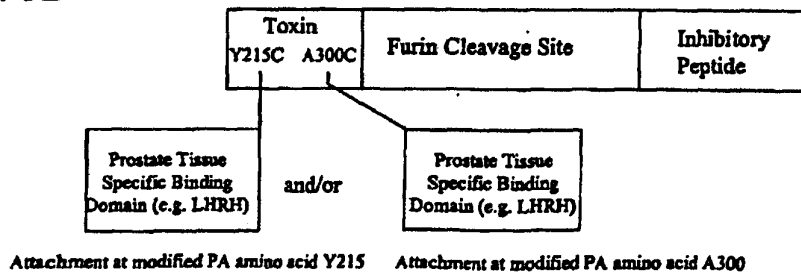 Toxin
Y215C A300C
Furin Cleavage Site
Inhibitory
Peptide
Prostate Tissue
Specific Binding
Domain (e.g. LHRH)
and/or
Prostate Tissue
Specific Binding
Domain (e.g. LHRH)
Attachment at modified PA amino acid Y215
Attachment at modified PA amino acid A300